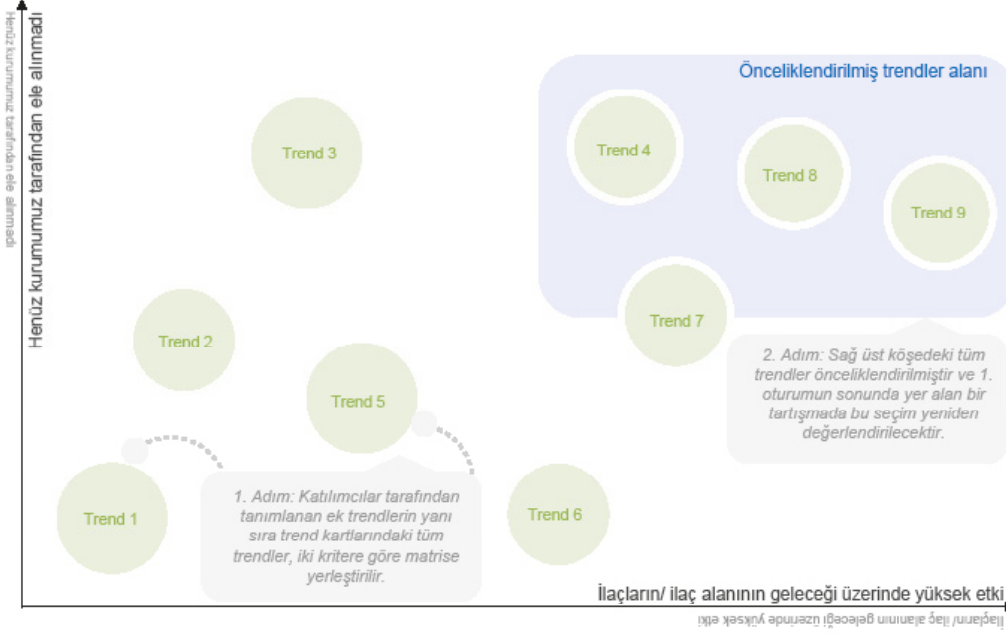 Henüz kurumumuz tarafından ele alınmadı
Henüz kurumumuz tarafından ele alınmadı
Önceliklendirilmiş trendler alanı
Trend 3
Trend 4
Trend 8
Trend 9
Trend 7
Trend 2
Trend 5
2. Adım: Sağ üst köşedeki tüm
trendler önceliklendirilmiştir ve 1.
oturumun sonunda yer alan bir
tartışmada bu seçim yeniden
değerlendirilecektir.
Trend 1
1. Adım: Katılımcılar tarafından
tanımlanan ek trendlerin yanı
sıra trend kartlarındaki tüm
trendler, iki kritere göre matrise
yerleştirilir.
Trend 6
İlaçların/ ilaç alanının geleceği üzerinde yüksek etki
İlaçların/ ilaç alanının geleceği üzerinde yüksek etki